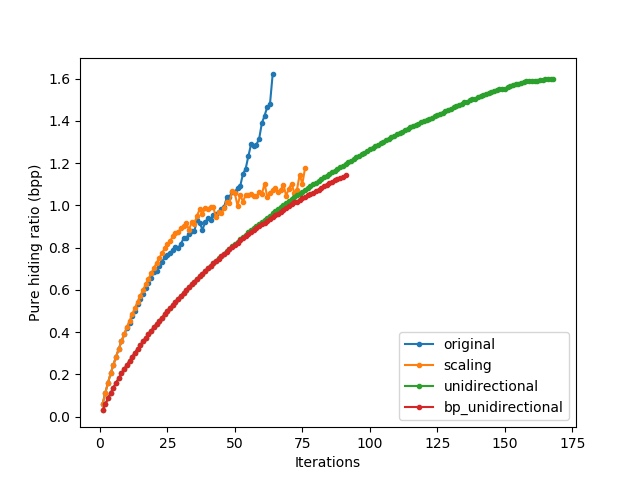 1.6
1.4
1.2
1.0
0.8
0.6
0.4
0.2
0.0
Pure hiding ratio (bpp)
0 25 50 75 100 125 150 175
Iterations
original
scaling
unidirectional
bp_unidirectional